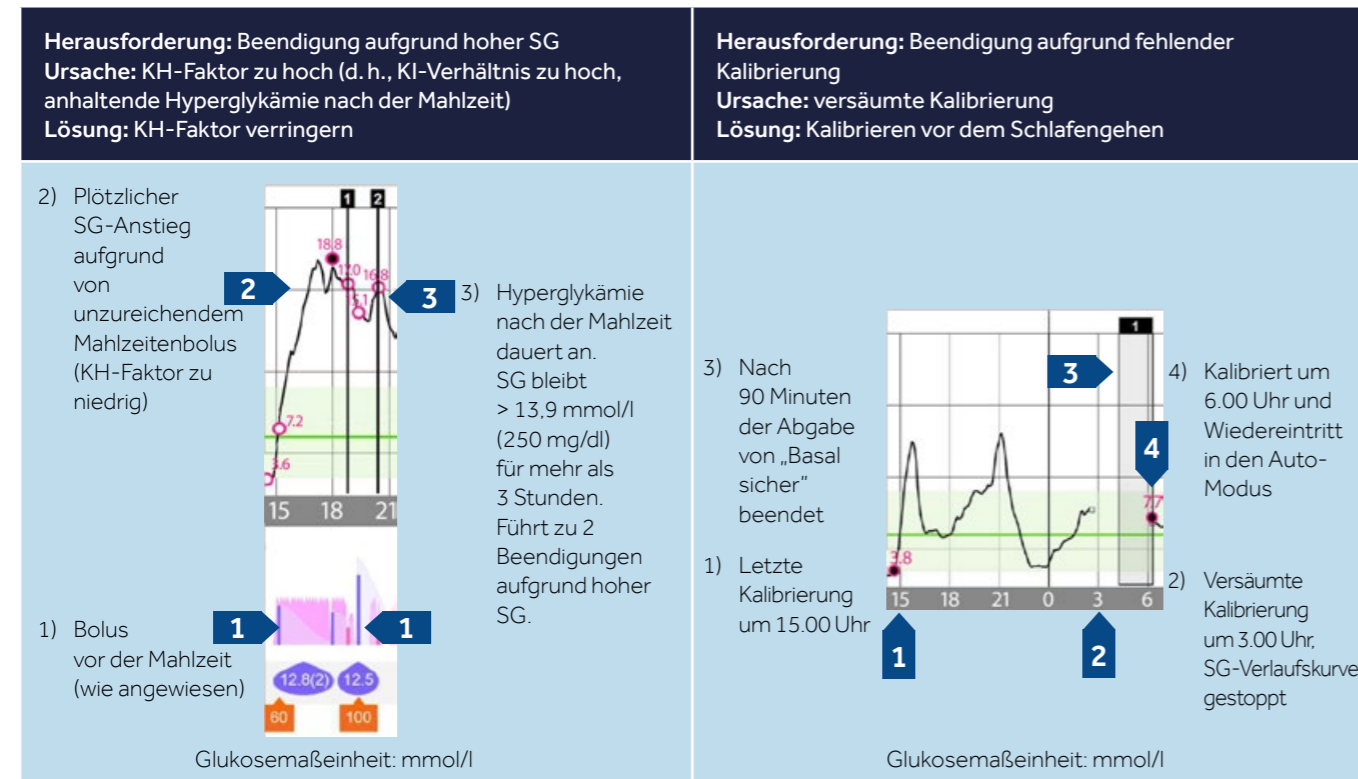 Herausforderung: Beendigung aufgrund hoher SG
Ursache: KH-Faktor zu hoch (d. h., KI-Verhältnis zu hoch,
anhaltende Hyperglykämie nach der Mahlzeit)
Lösung: KH-Faktor verringern
2) Plötzlicher
SG-Anstieg
aufgrund
von
unzureichendem
Mahlzeitenbolus
(KH-Faktor zu
niedrig)
1) Bolus
vor der Mahlzeit
(wie angewiesen)
1 2
18.8
17.0 16.8
15.1
7.2
3.6
2
3
15 18 21
1
1
12.8(2) 12.5
60 100
3) Hyperglykämie
nach der Mahlzeit
dauert an.
SG bleibt
> 13,9 mmol/l
(250 mg/dl)
für mehr als
3 Stunden.
Führt zu 2
Beendigungen
aufgrund hoher
SG.
Glukosemaßeinheit: mmol/l
Herausforderung: Beendigung aufgrund fehlender
Kalibrierung
Ursache: versäumte Kalibrierung
Lösung: Kalibrieren vor dem Schlafengehen
3) Nach
90 Minuten
der Abgabe
von „Basal
sicher"
beendet
1) Letzte
Kalibrierung
um 15.00 Uhr
1
3
4
7.7
3.8
15 18 21 0 3 6
1
2
4) Kalibriert um
6.00 Uhr und
Wiedereintritt
in den Auto-
Modus
2) Versäumte
Kalibrierung
um 3.00 Uhr,
SG-Verlaufskurve
gestoppt
Glukosemaßeinheit: mmol/l